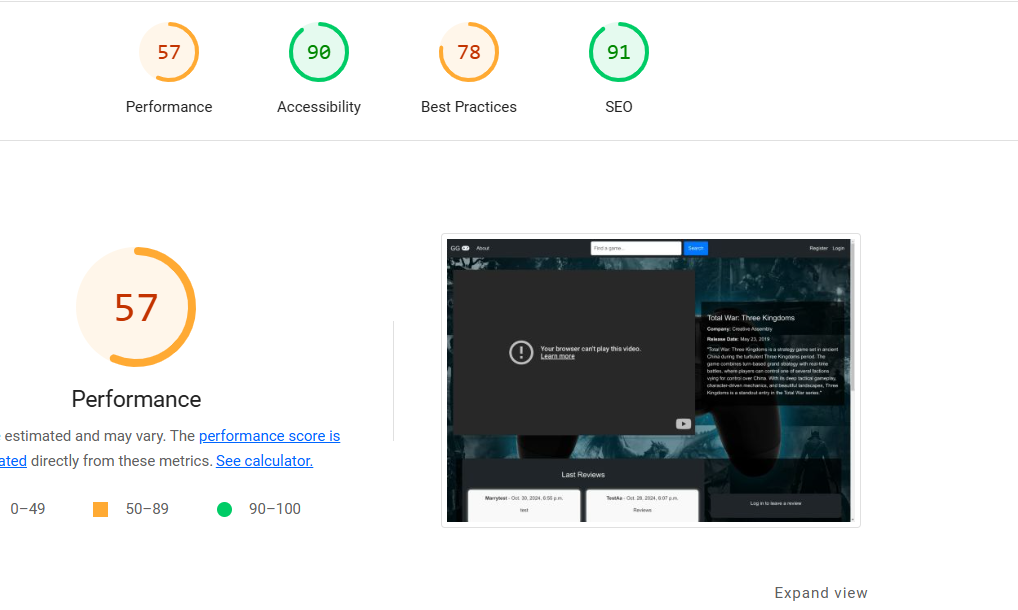 57
90
78
91
Performance
Accessibility
Best Practices
SEO
57
Performance
estimated and may vary. The performance score is
directly from these metrics. See calculator.
0–49
50–89
90–100
GG
About
Find a game...
Search
Register
Login
Your browser can't play this video.
Learn more
Total War: Three Kingdoms
Company: Creative Assembly
Release Date: May 23, 2019
"Total War: Three Kingdoms is a strategy game set in ancient
China during the turbulent Three Kingdoms period. The
game combines turn-based grand strategy with real-time
battles, where players can control one of several factions
vying for control over China. With its deep tactical gameplay,
character-driven mechanics, and beautiful landscapes, Three
Kingdoms is a standout entry in the Total War series."
Last Reviews
Oct. 30, 2024,
p.m.
test
Oct. 28, 2024,
p.m.
Reviews
Log in to leave a review
Expand view